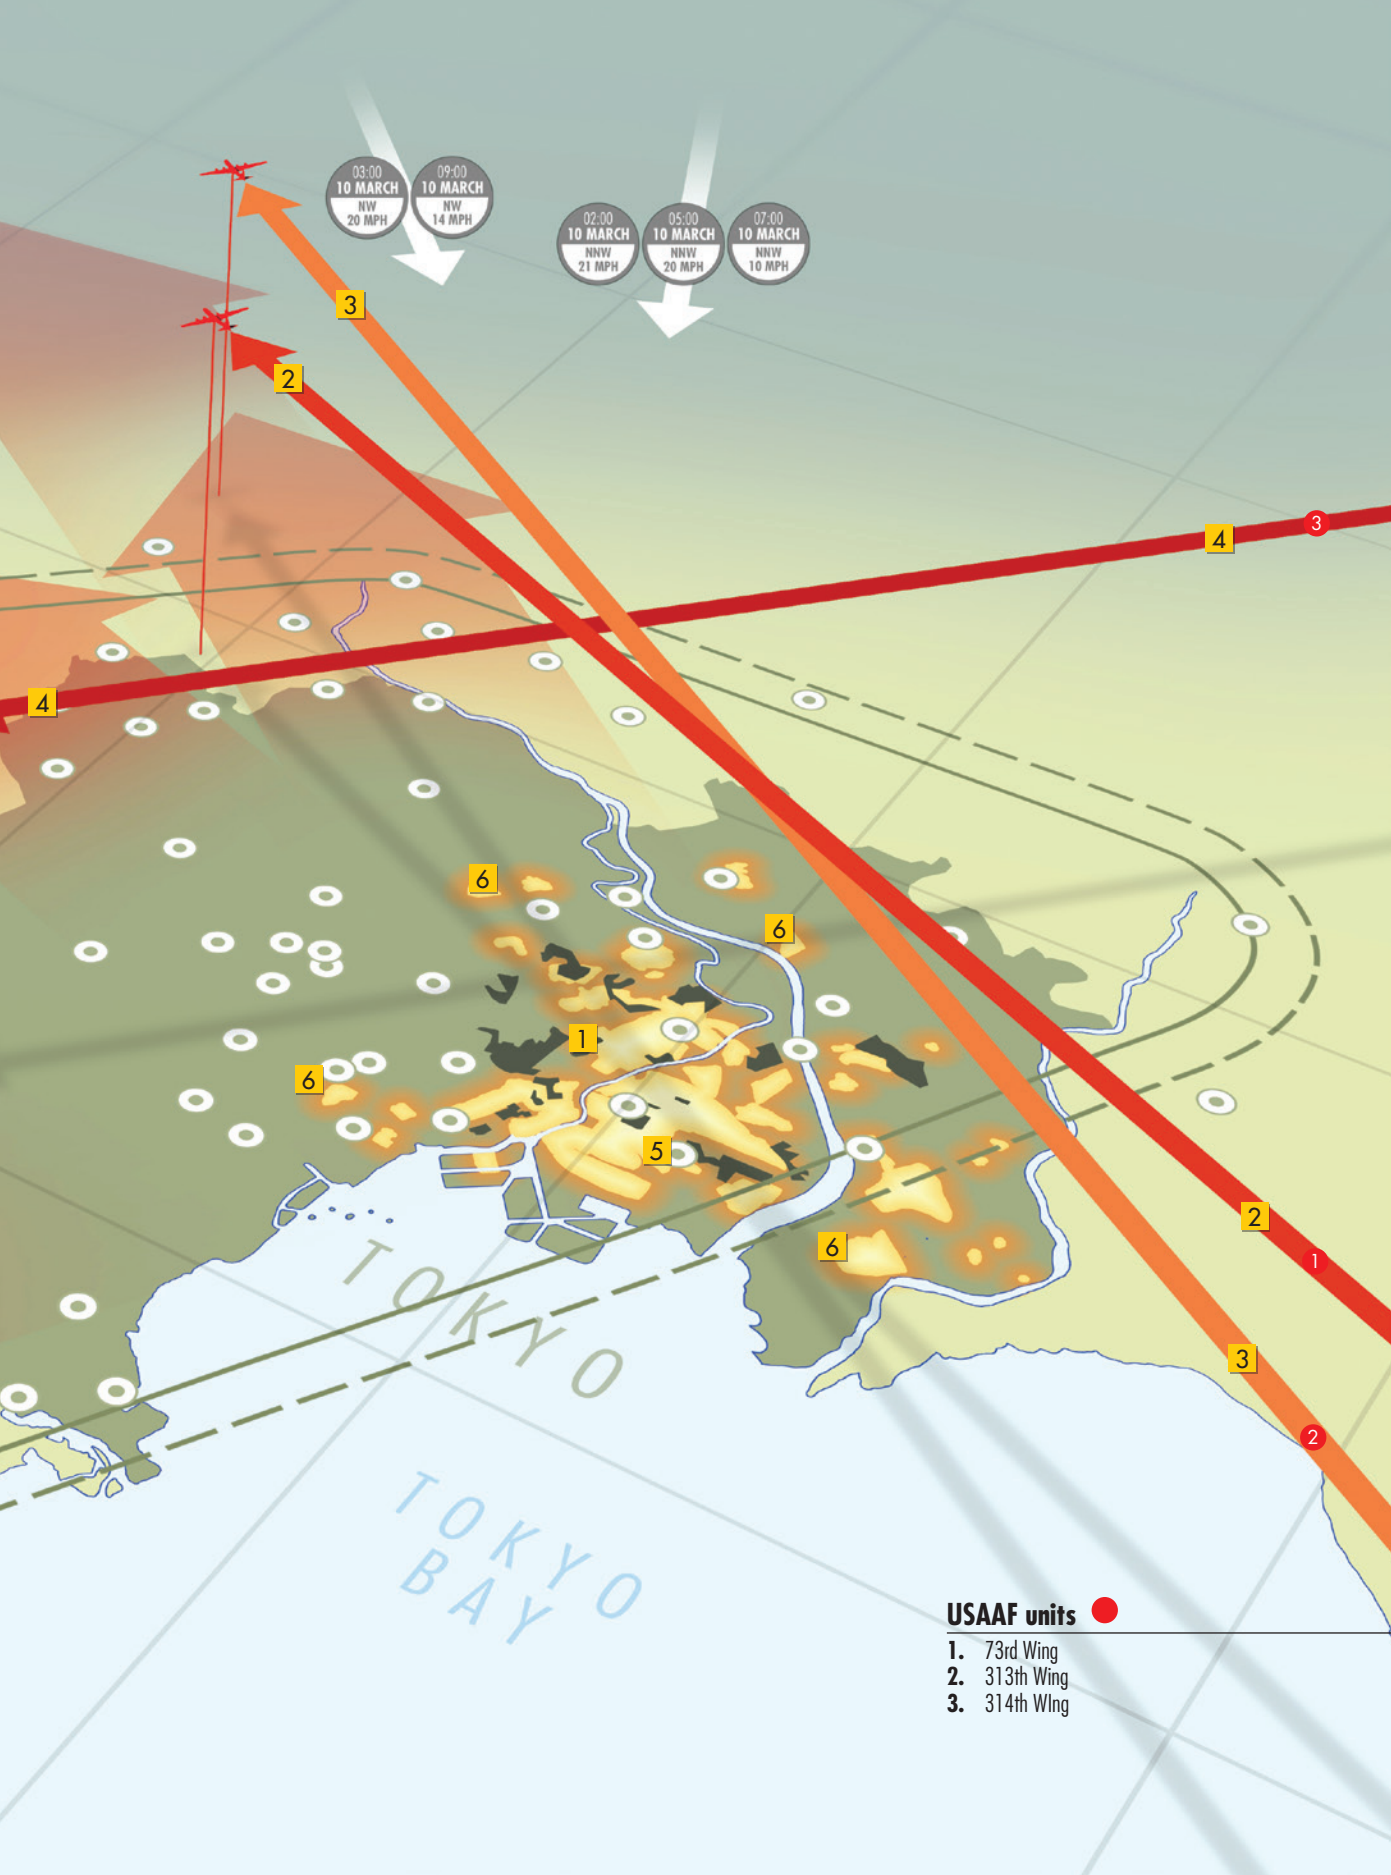 03:00
10 MARCH
NW
20 MPH
09:00
10 MARCH
NW
14 MPH
02:00
10 MARCH
NNW
21 MPH
05:00
10 MARCH
NNW
20 MPH
07:00
10 MARCH
NNW
10 MPH
3
2
4
3
4
6
6
1
6
5
2
6
1
3
2
TOKYO
TOKYO
BAY
USAAF units
1. 73rd Wing
2. 313th Wing
3. 314th WIng